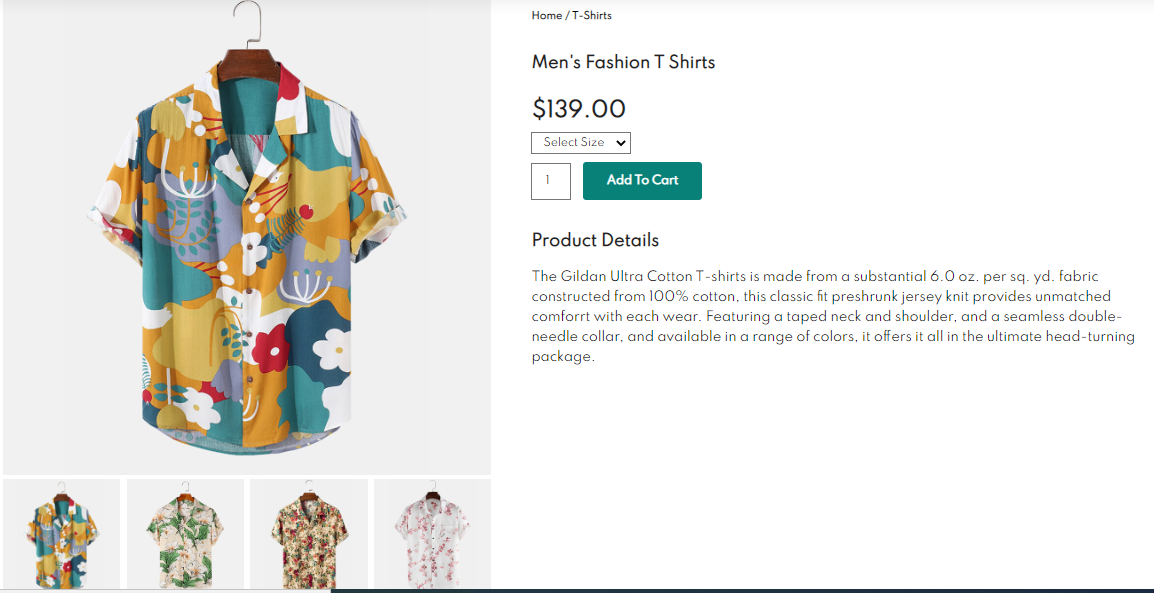 Home / T-Shirts
Men's Fashion T Shirts
$139.00
Select Size
1
Add To Cart
Product Details
The Gildan Ultra Cotton T-shirts is made from a substantial 6.0 oz. per sq. yd. fabric
constructed from 100% cotton, this classic fit preshrunk jersey knit provides unmatched
comforrt with each wear. Featuring a taped neck and shoulder, and a seamless double-
needle collar, and available in a range of colors, it offers it all in the ultimate head-turning
package.